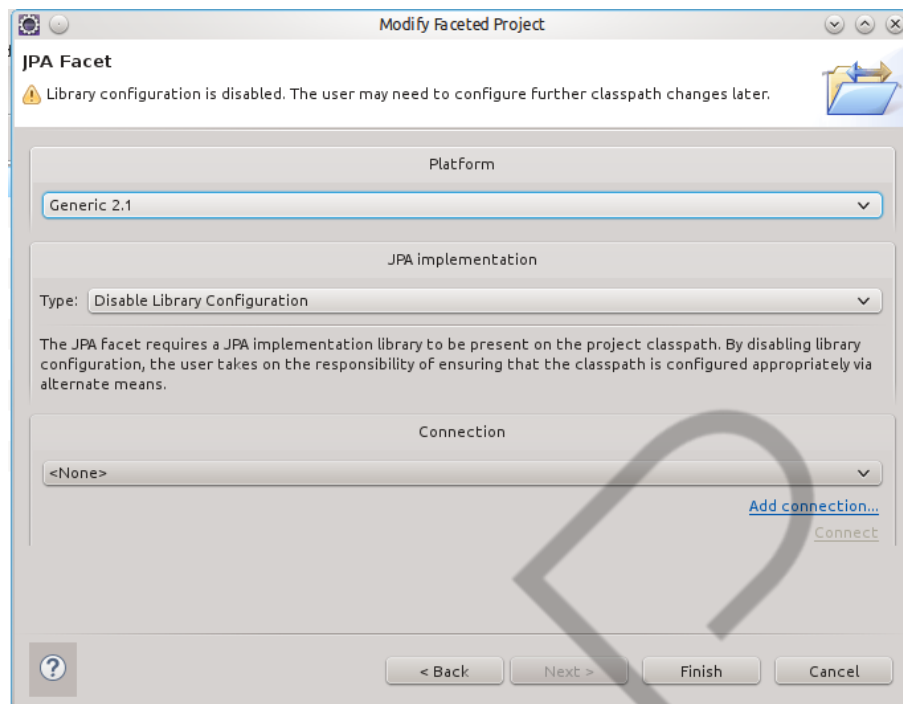 Modify Faceted Project
JPA Facet
Library configuration is disabled. The user may need to configure further classpath changes later.
Platform
Generic 2.1
JPA implementation
Type: Disable Library Configuration
The JPA facet requires a JPA implementation library to be present on the project classpath. By disabling library
configuration, the user takes on the responsibility of ensuring that the classpath is configured appropriately via
alternate means.
Connection
<None>
Add connection...
Connect
< Back Next > Finish Cancel